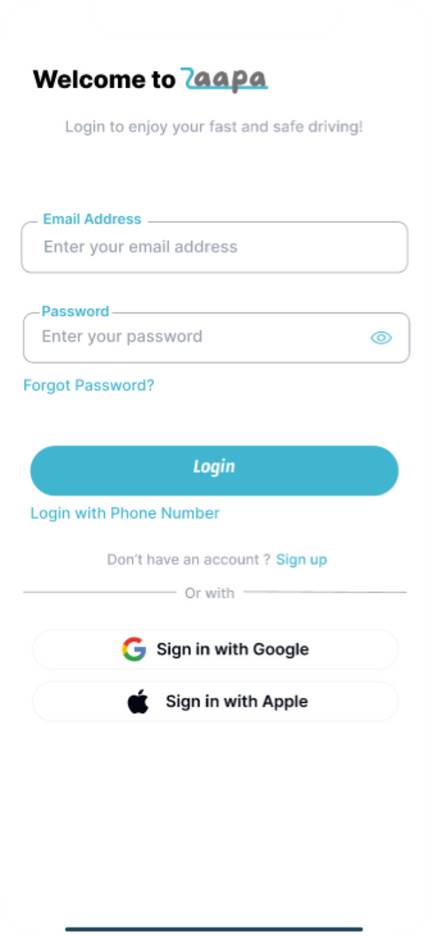 Welcome to Zaapa
Login to enjoy your fast and safe driving!
Email Address
Enter your email address
Password
Enter your password
Forgot Password?
Login
Login with Phone Number
Don't have an account ? Sign up
Or with
Sign in with Google
Sign in with Apple